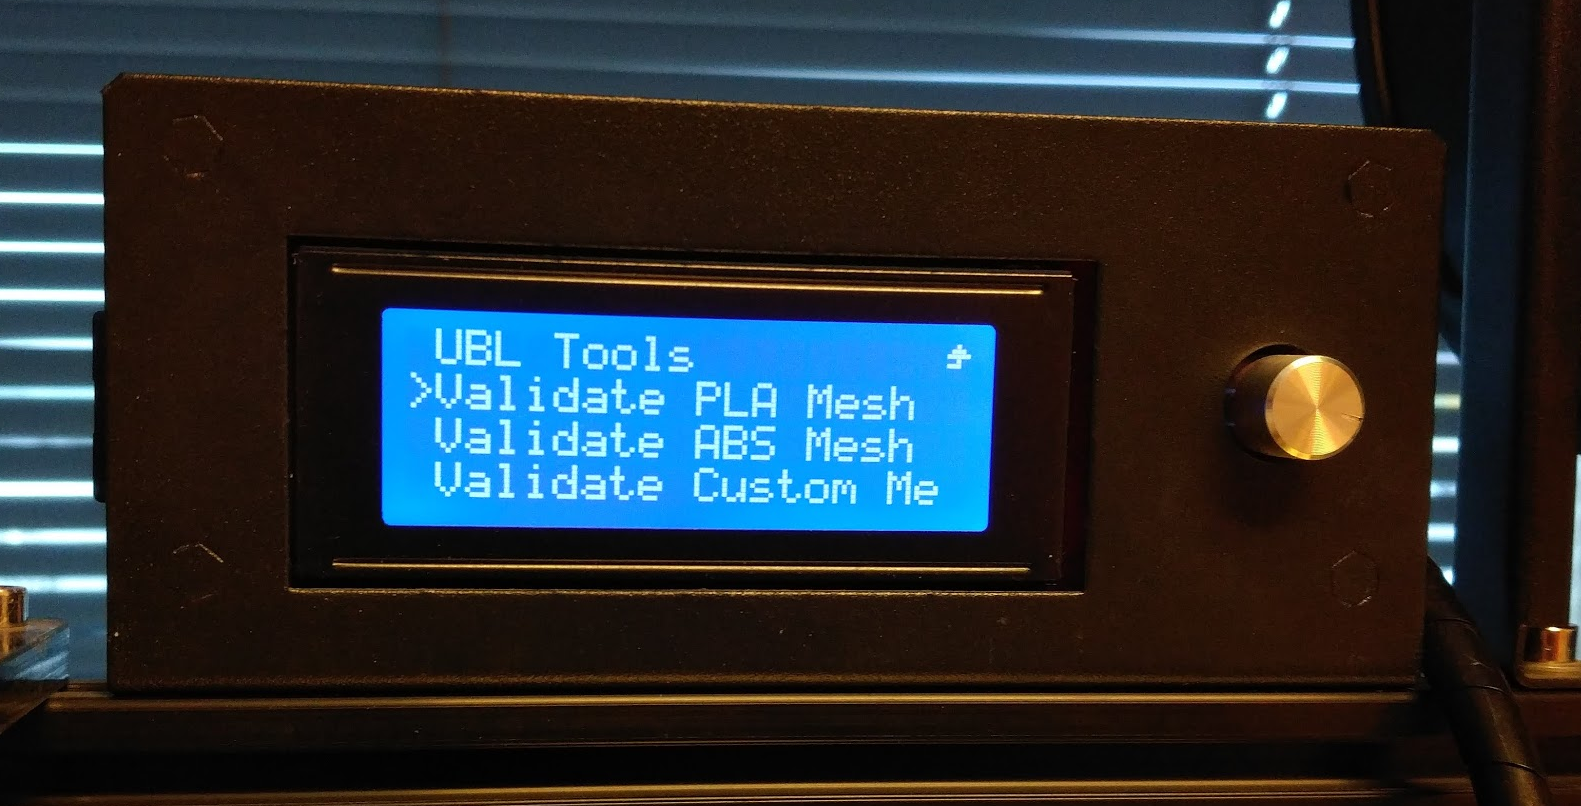 UBL Tools
>Validate PLA Mesh
Validate ABS Mesh
Validate Custom Me